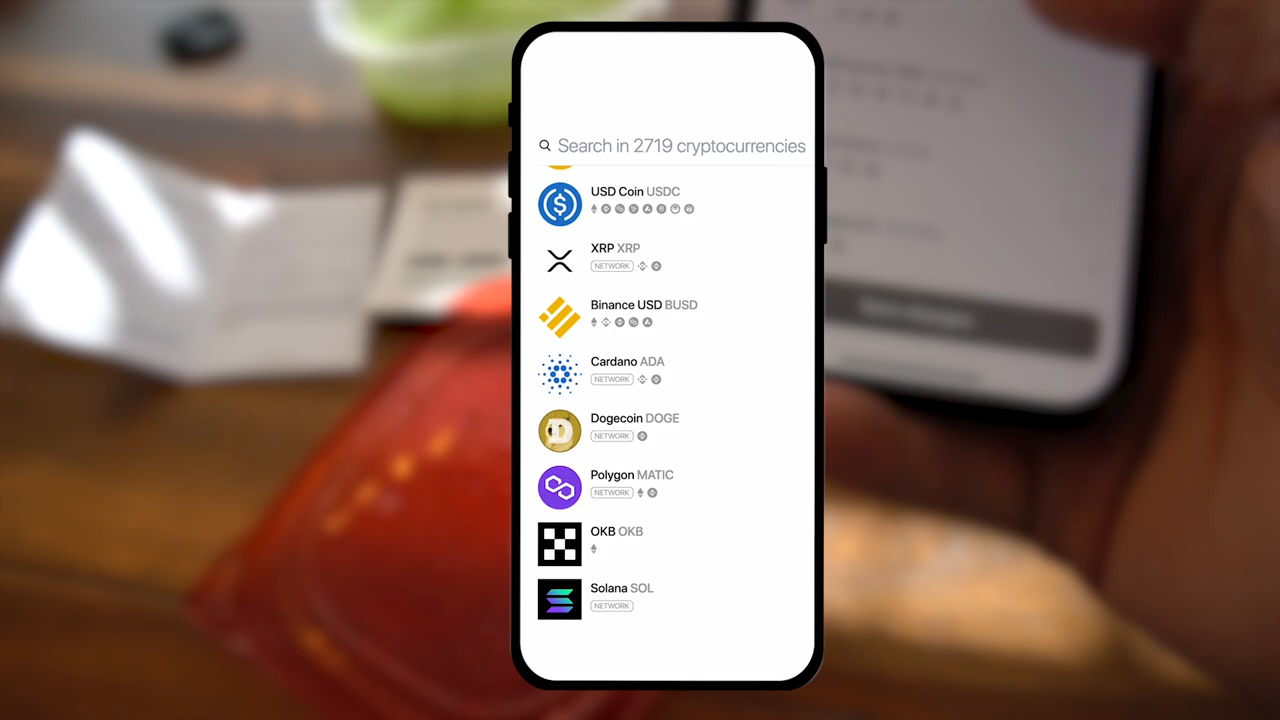 Search in 2719 cryptocurrencies
USD Coin USDC
XRP XRP
NETWORK
Binance USD BUSD
Cardano ADA
NETWORK
Dogecoin DOGE
NETWORK
Polygon MATIC
NETWORK
OKB OKB
Solana SOL
NETWORK